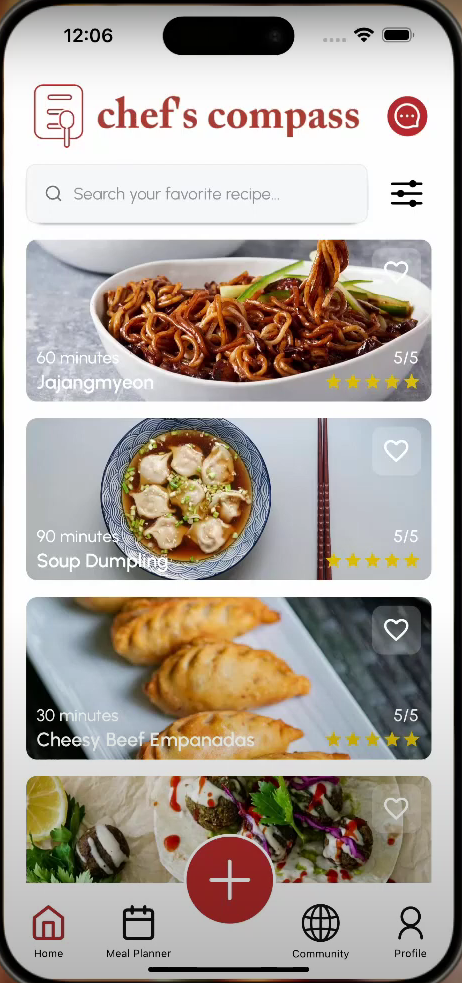 12:06
chef's compass
Search your favorite recipe...
60 minutes 5/5
Jajangmyeon
90 minutes 5/5
Soup Dumpling
30 minutes 5/5
Cheesy Beef Empanadas
Home Meal Planner Community Profile